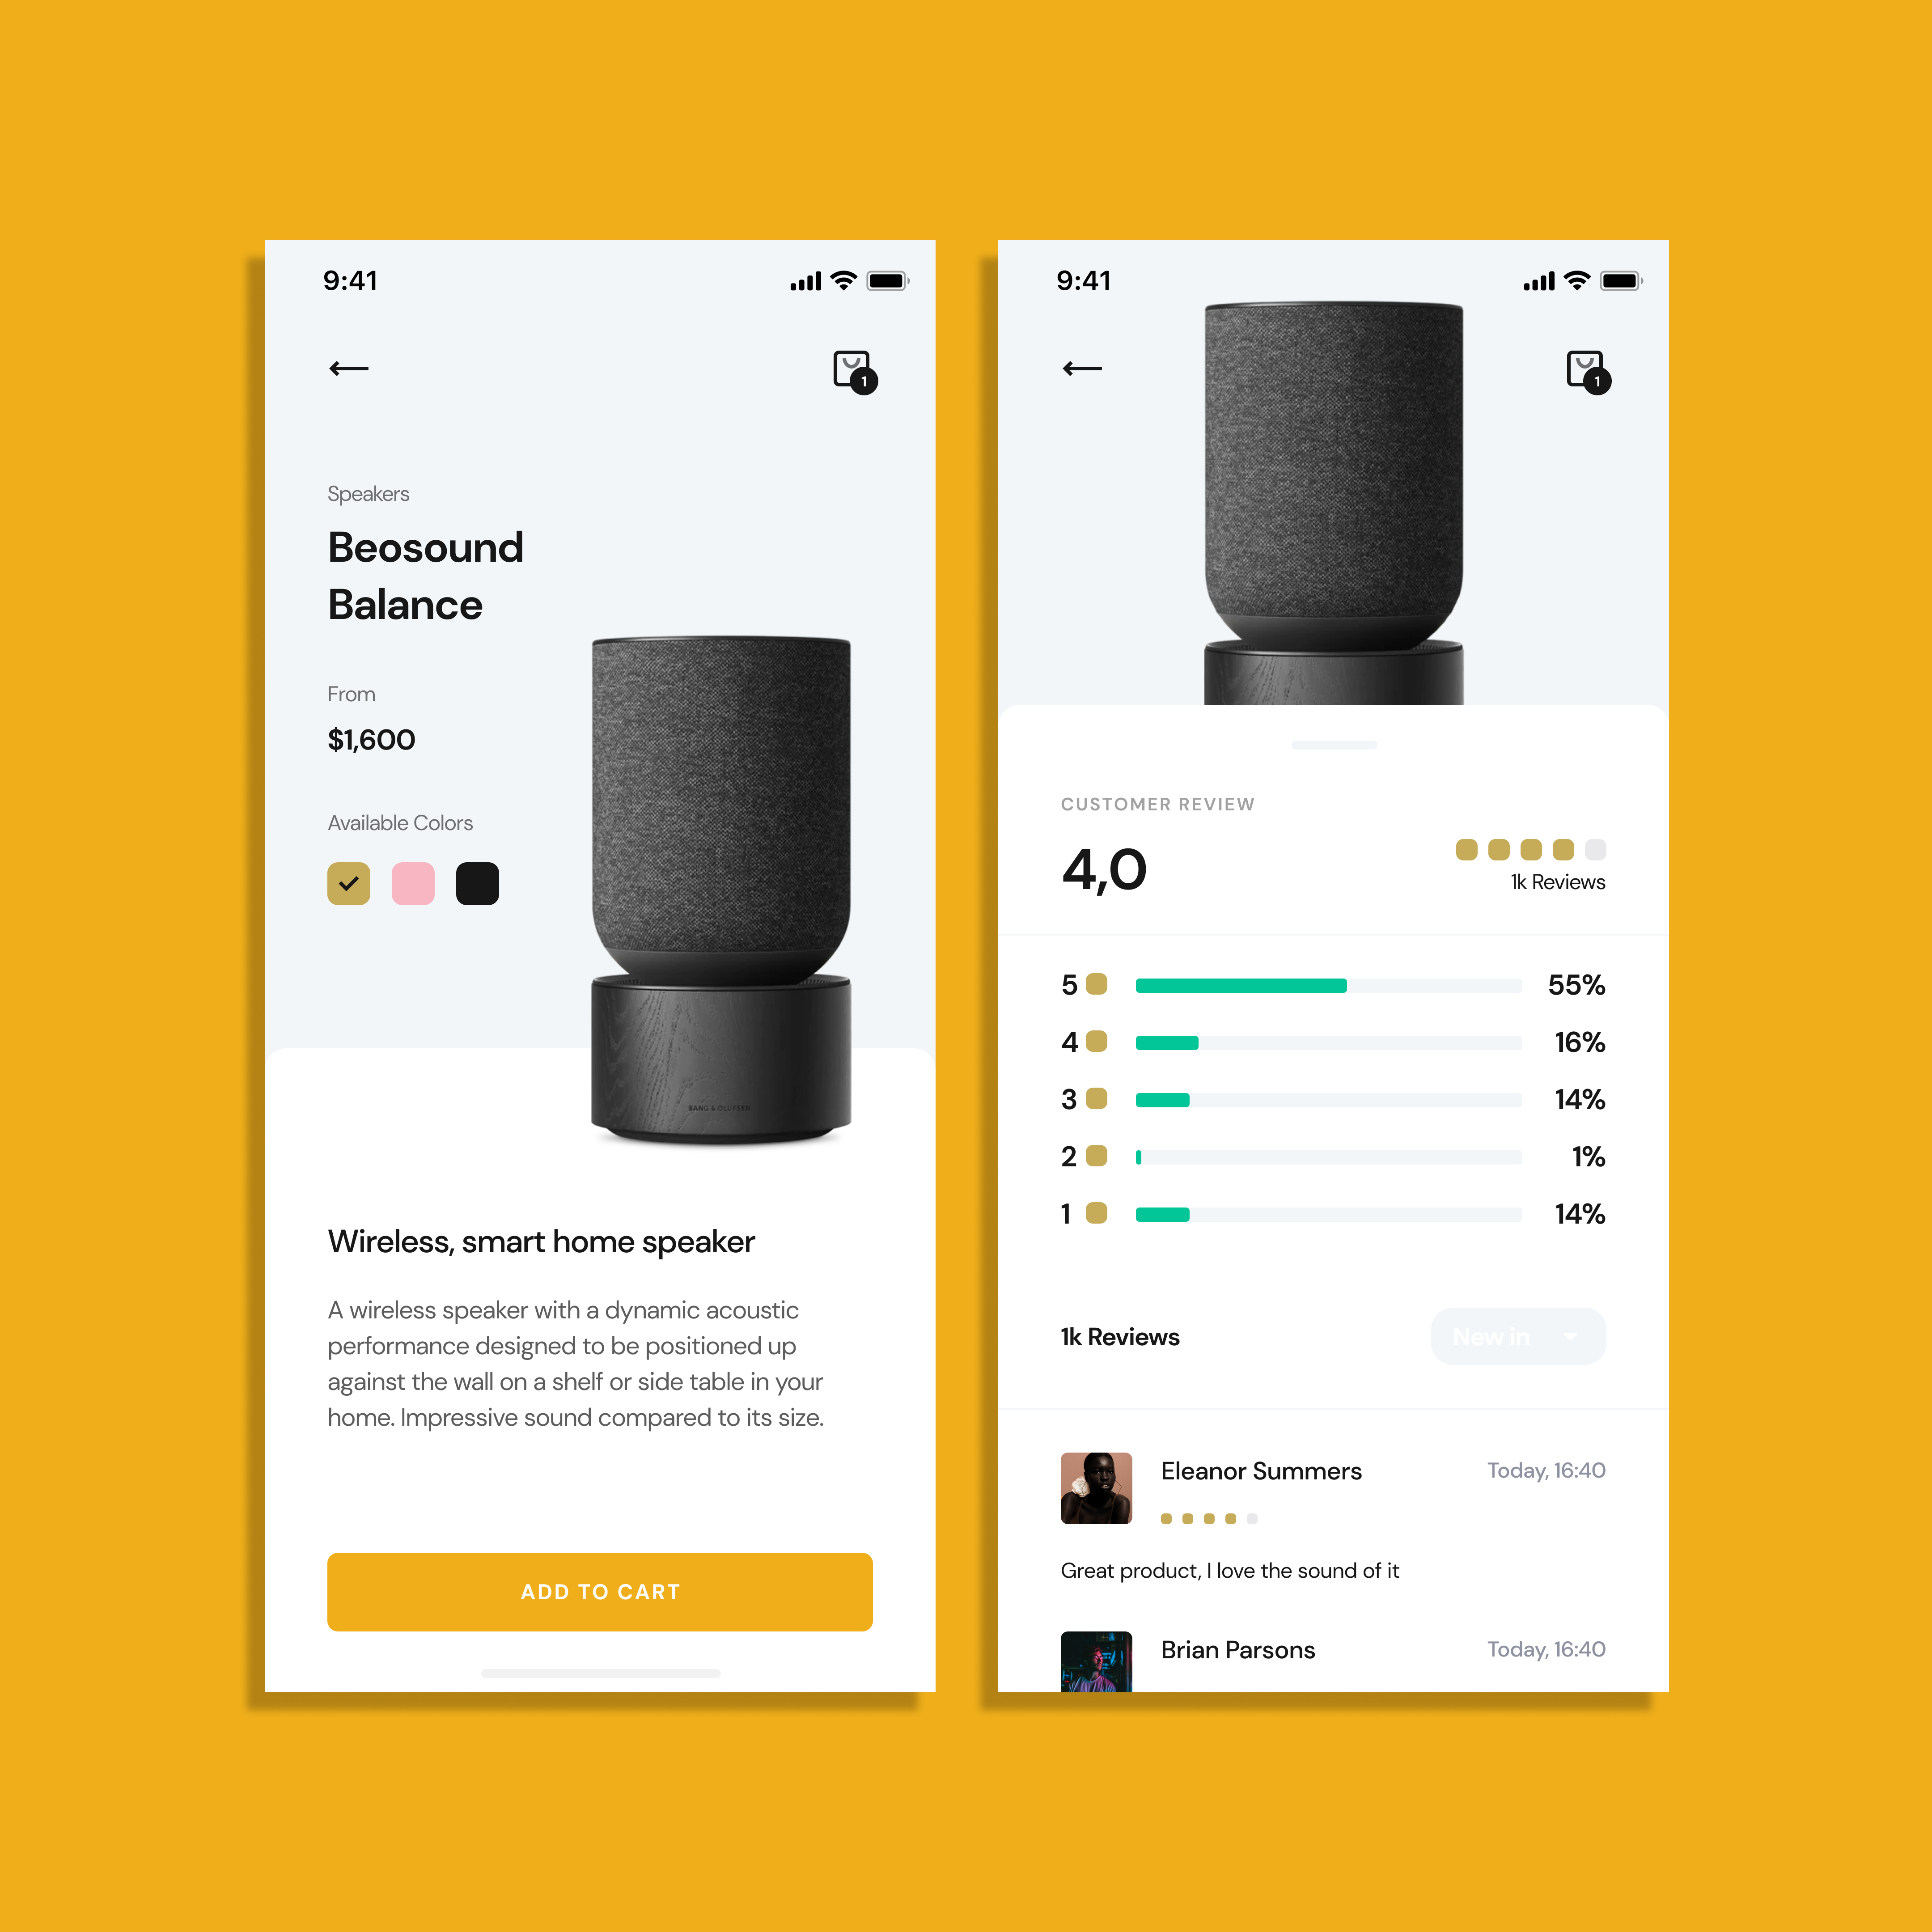 9:41
1
Speakers
Beosound
Balance
From
$1,600
Available Colors
BANG & OLUFSEN
Wireless, smart home speaker
A wireless speaker with a dynamic acoustic
performance designed to be positioned up
against the wall on a shelf or side table in your
home. Impressive sound compared to its size.
ADD TO CART
9:41
1
CUSTOMER REVIEW
4,0
1k Reviews
5 55%
4 16%
3 14%
2 1%
1 14%
1k Reviews New in
Eleanor Summers Today, 16:40
Great product, I love the sound of it
Brian Parsons Today, 16:40